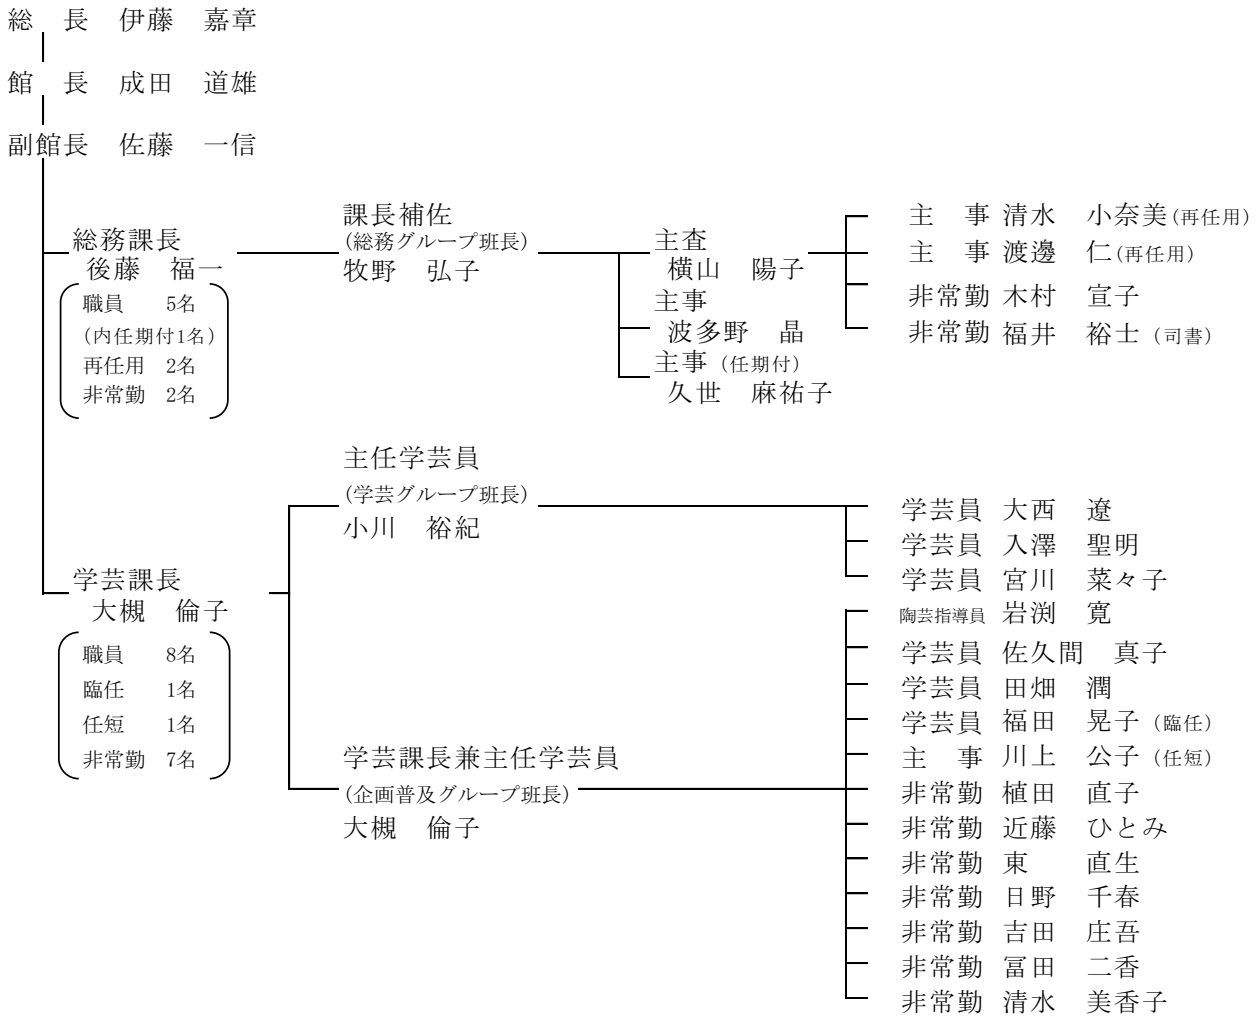 総　長　伊藤　嘉章
館　長　成田　道雄
副館長　佐藤　一信
総務課長
後藤　福一
職員　5名
(内任期付1名)
再任用　2名
非常勤　2名
課長補佐
(総務グループ班長)
牧野　弘子
主査
横山　陽子
主事
波多野　晶
主事（任期付）
久世　麻祐子
主　事 清水　小奈美(再任用)
主　事 渡邊　仁(再任用)
非常勤 木村　宣子
非常勤 福井　裕士（司書）
学芸課長
大槻　倫子
職員　8名
臨任　1名
任短　1名
非常勤　7名
主任学芸員
(学芸グループ班長)
小川　裕紀
学芸員 大西　遼
学芸員 入澤　聖明
学芸員 宮川　菜々子
学芸課長兼主任学芸員
(企画普及グループ班長)
大槻　倫子
陶芸指導員 岩渕　寛
学芸員 佐久間　真子
学芸員 田畑　潤
学芸員 福田　晃子（臨任）
主　事 川上　公子（任短）
非常勤 植田　直子
非常勤 近藤　ひとみ
非常勤 東　直生
非常勤 日野　千春
非常勤 吉田　庄吾
非常勤 冨田　二香
非常勤 清水　美香子